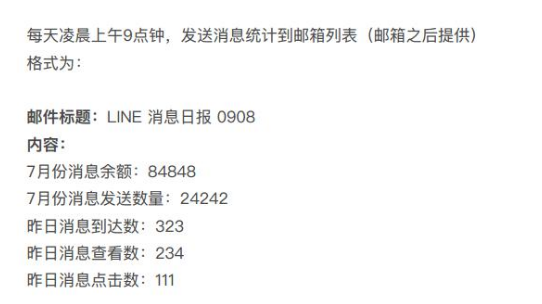 每天凌晨上午9点钟，发送消息统计到邮箱列表（邮箱之后提供）
格式为：
邮件标题：LINE 消息日报 0908
内容：
7月份消息余额：84848
7月份消息发送数量：24242
昨日消息到达数：323
昨日消息查看数：234
昨日消息点击数：111